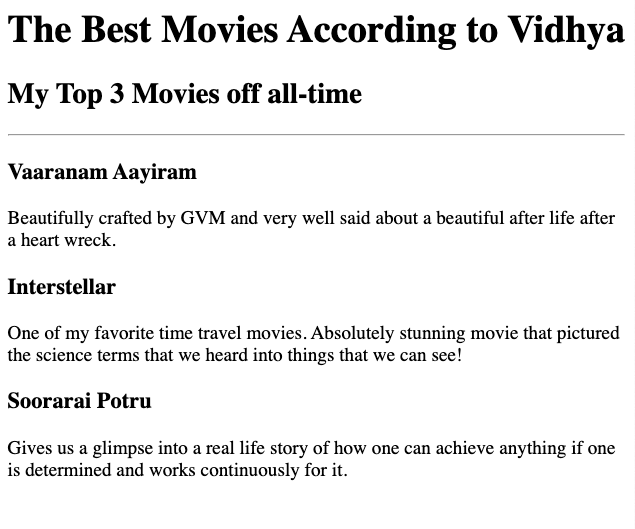 The Best Movies According to Vidhya
My Top 3 Movies off all-time
Vaaranam Aayiram
Beautifully crafted by GVM and very well said about a beautiful after life after
a heart wreck.
Interstellar
One of my favorite time travel movies. Absolutely stunning movie that pictured
the science terms that we heard into things that we can see!
Soorarai Potru
Gives us a glimpse into a real life story of how one can achieve anything if one
is determined and works continuously for it.